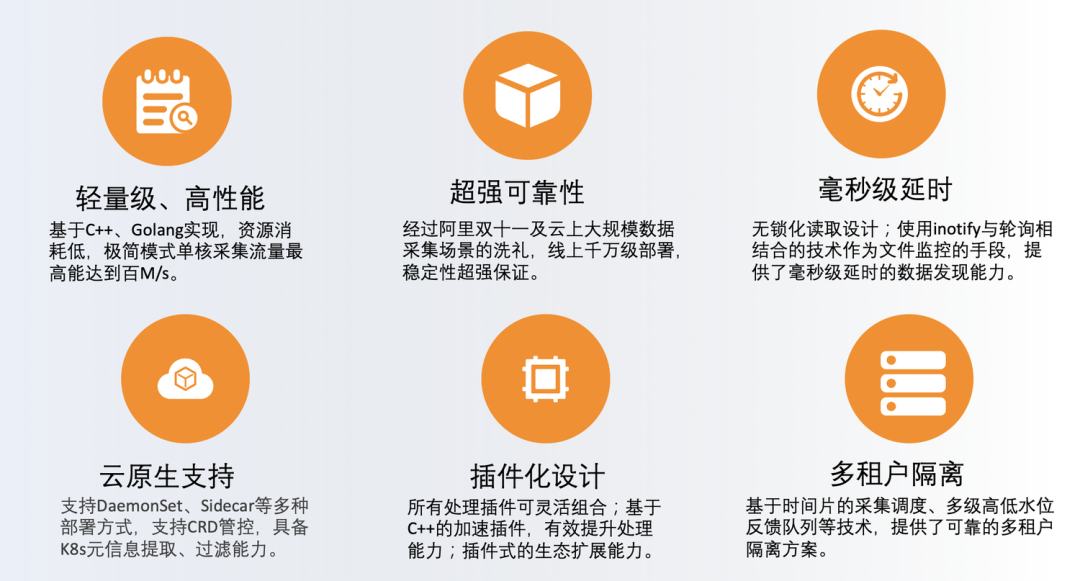 轻量级、高性能
基于C++、Golang实现，资源消
耗低，极简模式单核采集流量最
高能达到百M/s。
超强可靠性
经过阿里双十一及云上大规模数据
采集场景的洗礼，线上千万级部署，
稳定性超强保证。
毫秒级延时
无锁化读取设计；使用inotify与轮询相
结合的技术作为文件监控的手段，提
供了毫秒级延时的数据发现能力。
云原生支持
支持DaemonSet、Sidecar等多种
部署方式，支持CRD管控，具备
K8s元信息提取、过滤能力。
插件化设计
所有处理插件可灵活组合；基于
C++的加速插件，有效提升处理
能力；插件式的生态扩展能力。
多租户隔离
基于时间片的采集调度、多级高低水位
反馈队列等技术，提供了可靠的多租户
隔离方案。